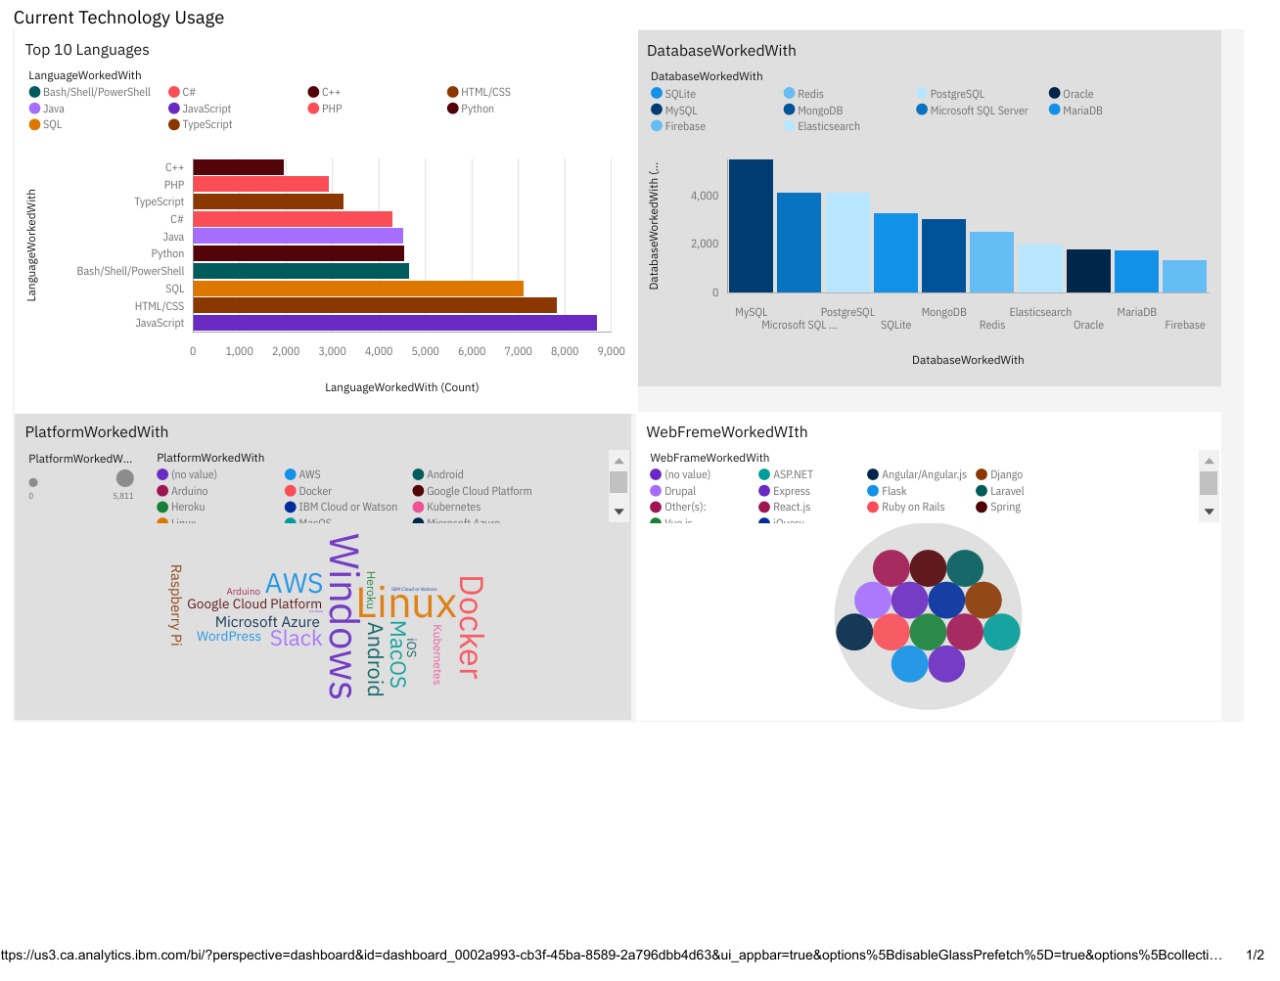 Current Technology Usage
Top 10 Languages
LanguageWorkedWith
Bash/Shell/PowerShell C# C++ HTML/CSS
Java JavaScript PHP Python
SQL TypeScript
LanguageWorkedWith
C++
PHP
TypeScript
C#
Java
Python
Bash/Shell/PowerShell
SQL
HTML/CSS
JavaScript
0 1,000 2,000 3,000 4,000 5,000 6,000 7,000 8,000 9,000
LanguageWorkedWith (Count)
DatabaseWorkedWith
DatabaseWorkedWith
SQLite Redis PostgreSQL Oracle
MySQL MongoDB Microsoft SQL Server MariaDB
Firebase Elasticsearch
DatabaseWorkedWith (...
4,000
2,000
0
MySQL PostgreSQL MongoDB Elasticsearch MariaDB
Microsoft SQL ... SQLite Redis Oracle Firebase
DatabaseWorkedWith
PlatformWorkedWith
PlatformWorkedW...
0 5,811
PlatformWorkedWith
(no value) AWS Android
Arduino Docker Google Cloud Platform
Heroku IBM Cloud or Watson Kubernetes
Linux MacOS Microsoft Azure
Raspberry Pi
Arduino
AWS
Google Cloud Platform
Microsoft Azure
WordPress
Slack
Windows
Heroku
IBM Cloud or Watson
Linux
Android
MacOS
iOS
Kubernetes
Docker
WebFremeWorkedWIth
WebFrameWorkedWith
(no value) ASP.NET Angular/Angular.js Django
Drupal Express Flask Laravel
Other(s): React.js Ruby on Rails Spring
Vue.js jQuery
ttps://us3.ca.analytics.ibm.com/bi/?perspective=dashboard&id=dashboard_0002a993-cb3f-45ba-8589-2a796dbb4d63&ui_appbar=true&options%5BdisableGlassPrefetch%5D=true&options%5Bcollecti... 1/2